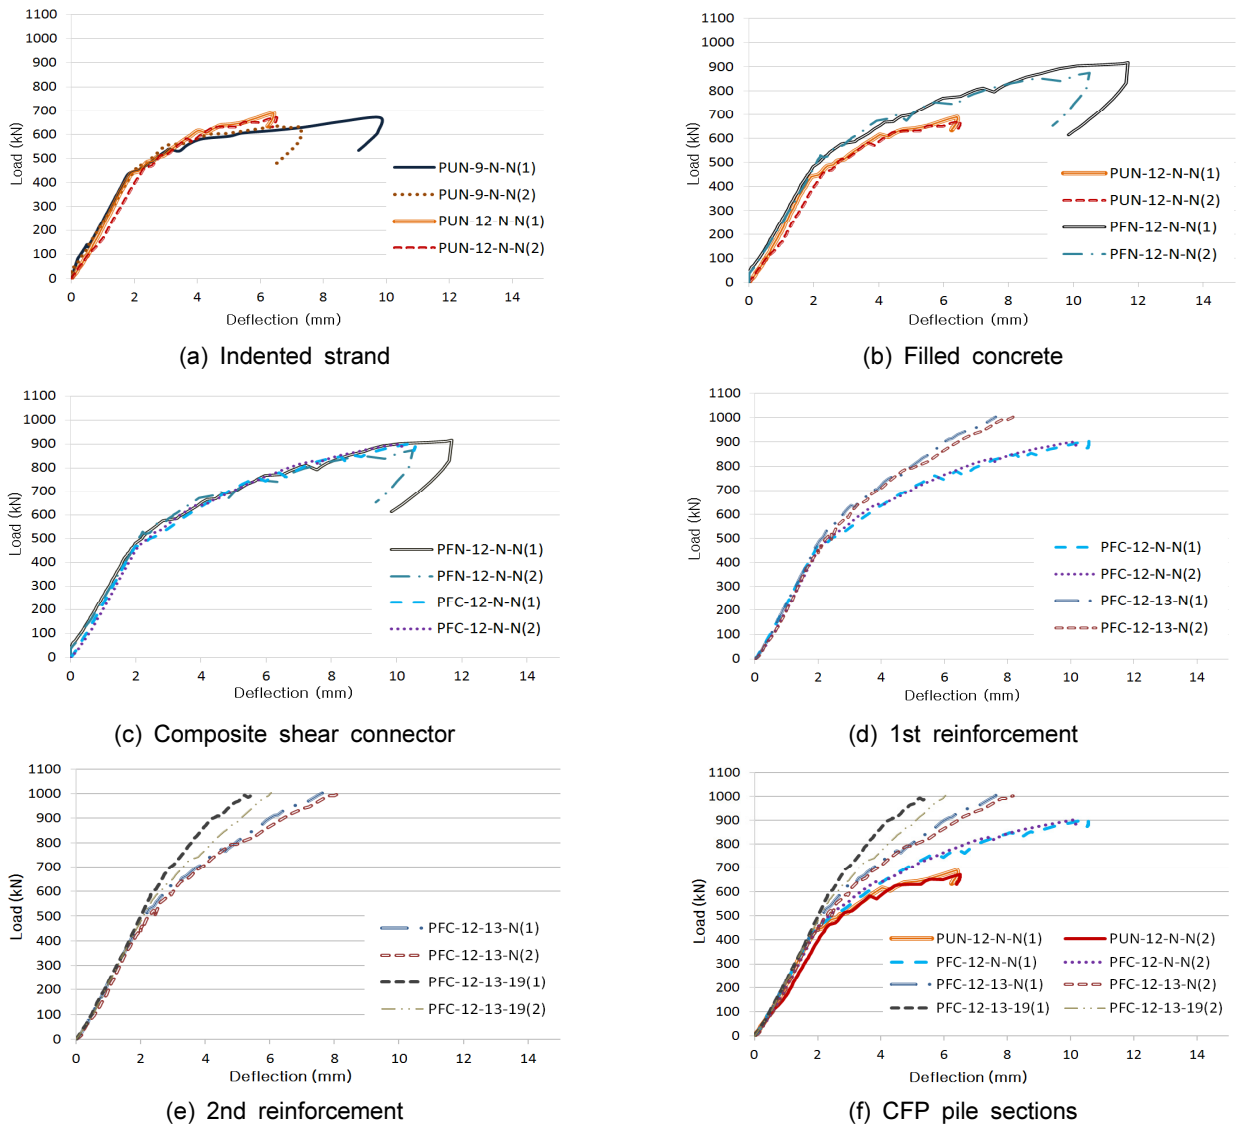 1100
1000
900
800
700
600
500
400
300
200
100
0
Load (kN)
0 2 4 6 8 10 12 14
Deflection (mm)
PUN-9-N-N(1)
PUN-9-N-N(2)
PUN-12-N-N(1)
PUN-12-N-N(2)
(a) Indented strand
1100
1000
900
800
700
600
500
400
300
200
100
0
Load (kN)
0 2 4 6 8 10 12 14
Deflection (mm)
PUN-12-N-N(1)
PUN-12-N-N(2)
PFN-12-N-N(1)
PFN-12-N-N(2)
(b) Filled concrete
1100
1000
900
800
700
600
500
400
300
200
100
0
Load (kN)
0 2 4 6 8 10 12 14
Deflection (mm)
PFN-12-N-N(1)
PFN-12-N-N(2)
PFC-12-N-N(1)
PFC-12-N-N(2)
(c) Composite shear connector
1100
1000
900
800
700
600
500
400
300
200
100
0
Load (kN)
0 2 4 6 8 10 12 14
Deflection (mm)
PFC-12-N-N(1)
PFC-12-N-N(2)
PFC-12-13-N(1)
PFC-12-13-N(2)
(d) 1st reinforcement
1100
1000
900
800
700
600
500
400
300
200
100
0
Load (kN)
0 2 4 6 8 10 12 14
Deflection (mm)
PFC-12-13-N(1)
PFC-12-13-N(2)
PFC-12-13-19(1)
PFC-12-13-19(2)
(e) 2nd reinforcement
1100
1000
900
800
700
600
500
400
300
200
100
0
Load (kN)
0 2 4 6 8 10 12 14
Deflection (mm)
PUN-12-N-N(1) PUN-12-N-N(2)
PFC-12-N-N(1) PFC-12-N-N(2)
PFC-12-13-N(1) PFC-12-13-N(2)
PFC-12-13-19(1) PFC-12-13-19(2)
(f) CFP pile sections